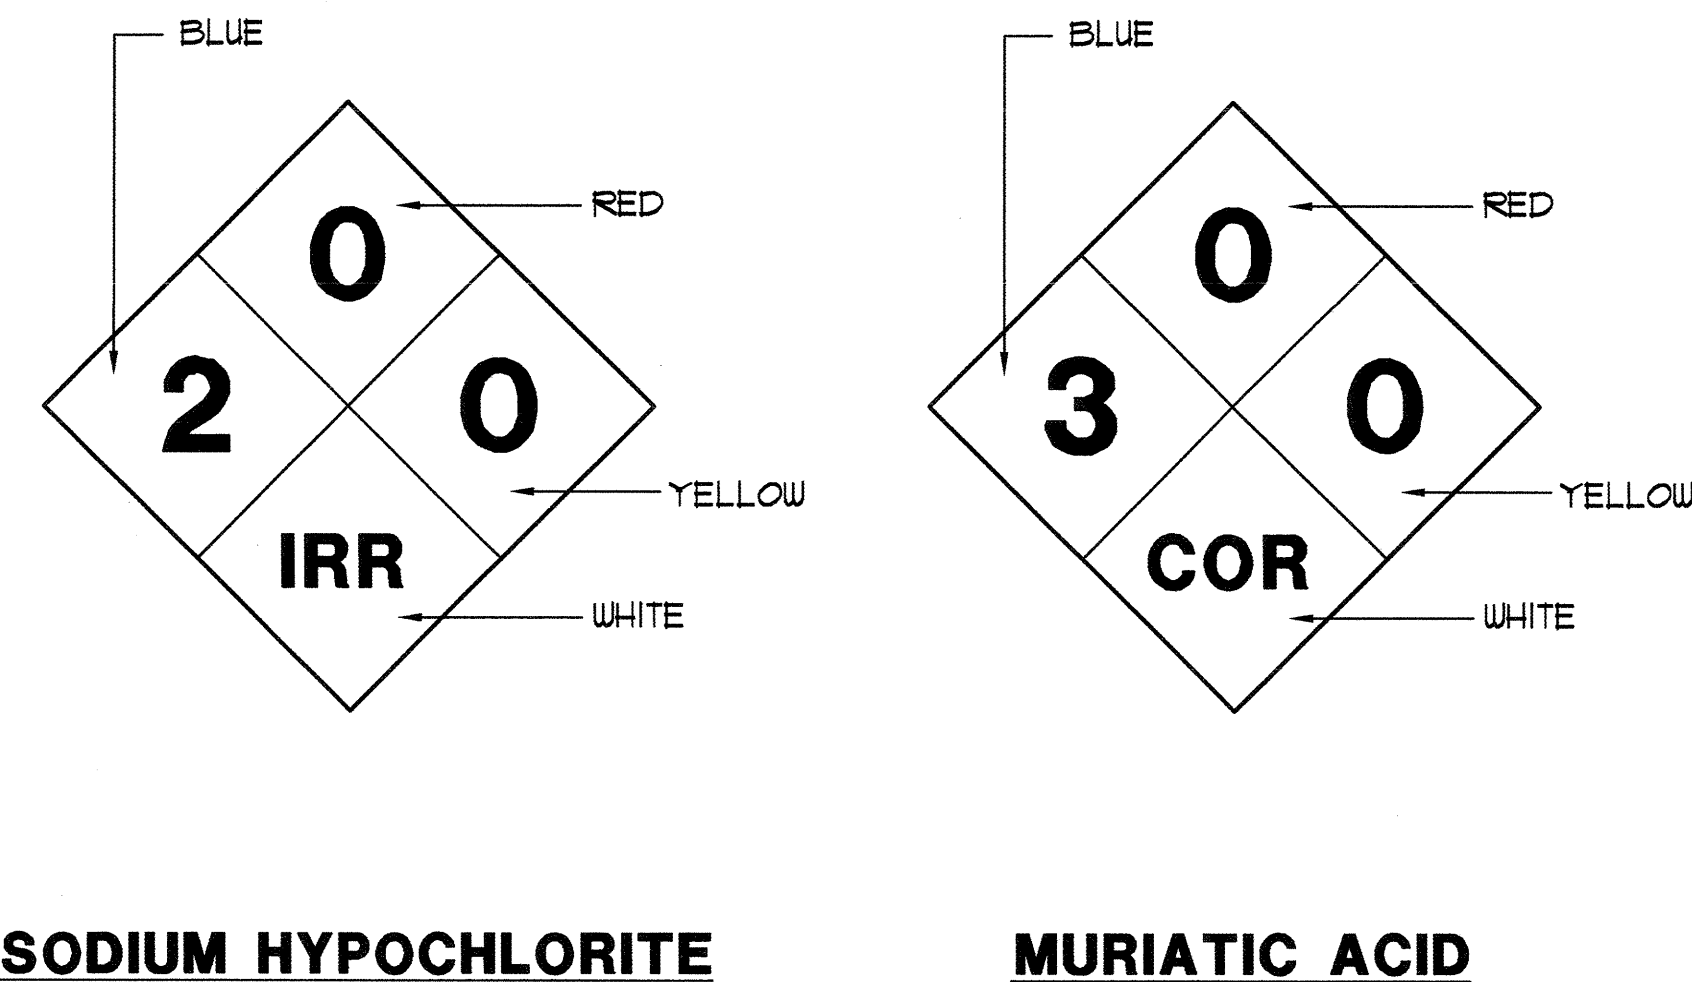 BLUE
0
RED
2
0
YELLOW
IRR
WHITE
SODIUM HYPOCHLORITE
BLUE
0
RED
3
0
YELLOW
COR
WHITE
MURIATIC ACID